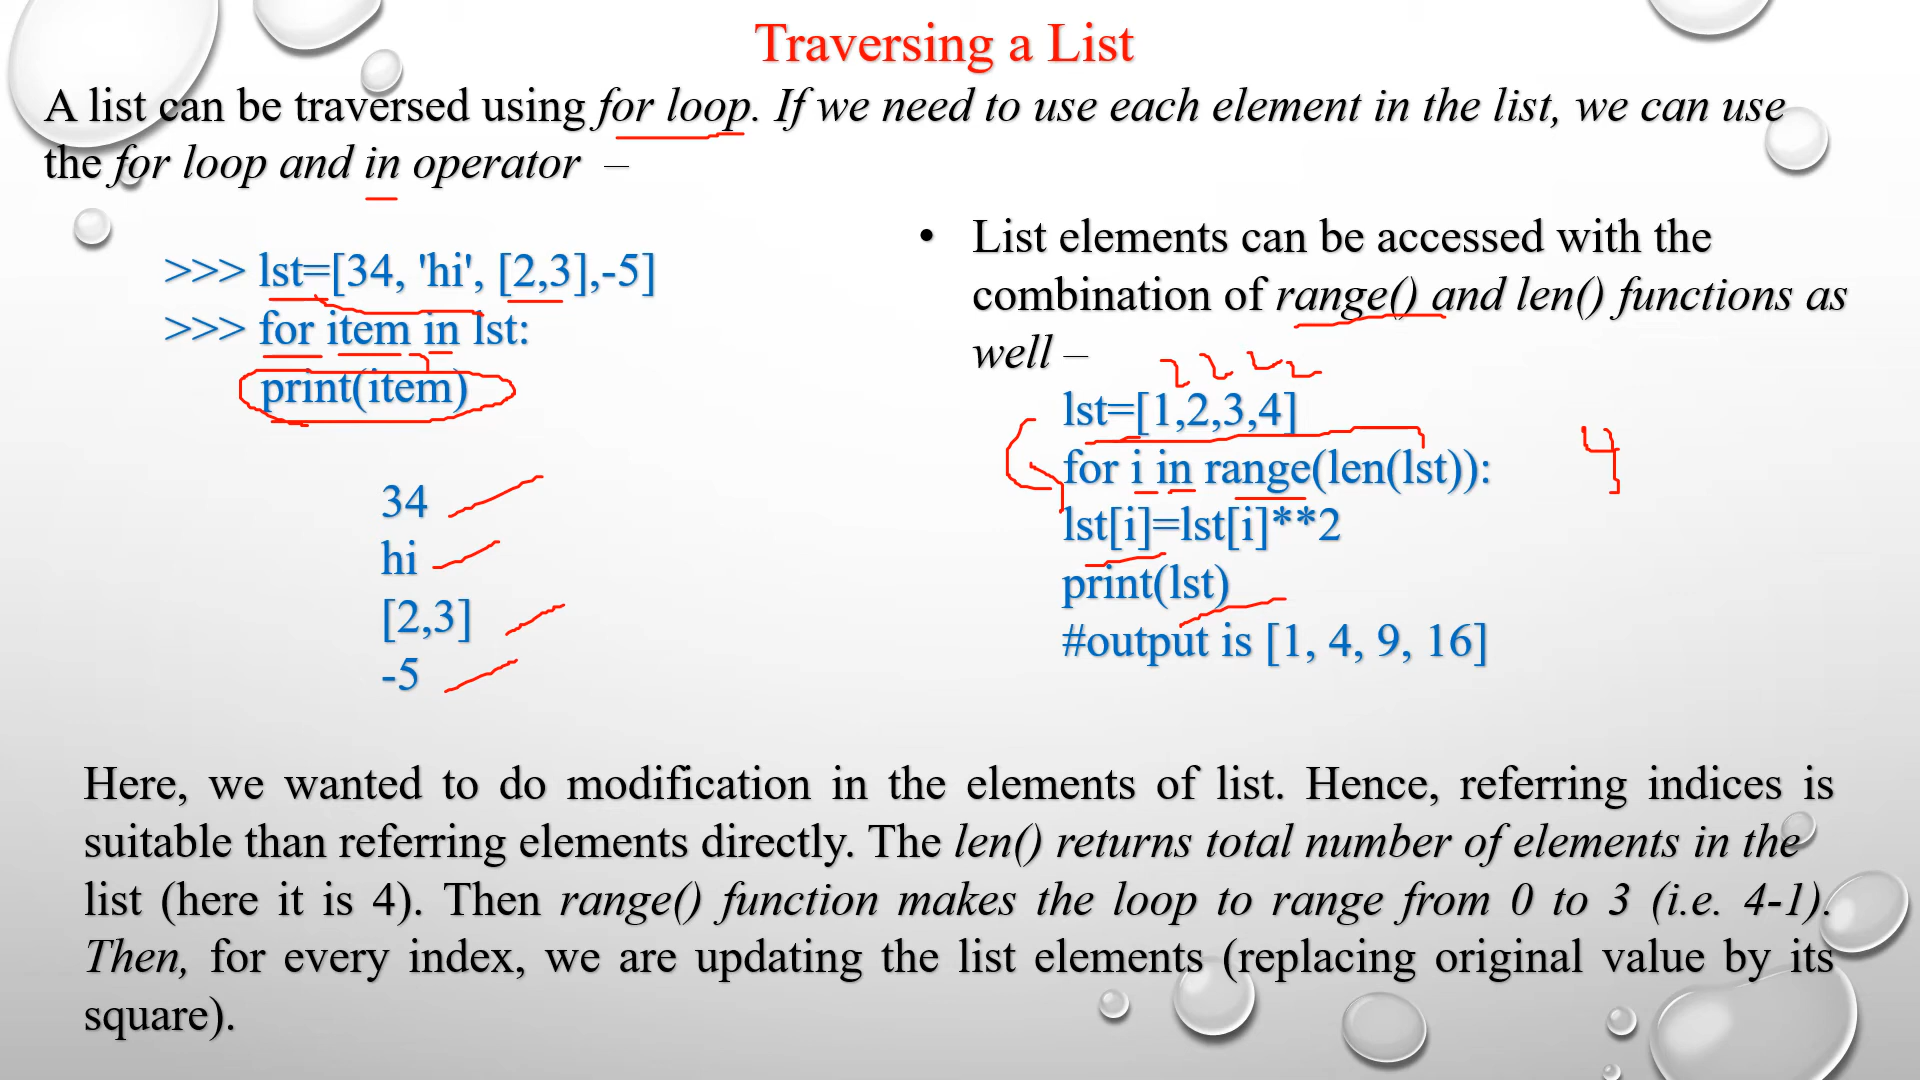 Traversing a List
A list can be traversed using for loop. If we need to use each element in the list, we can use
the for loop and in operator –
>>> lst=[34, 'hi', [2,3],-5]
>>> for item in lst:
print(item)
34
hi
[2,3]
-5
• List elements can be accessed with the
combination of range() and len() functions as
well –
2 2 2 2
lst=[1,2,3,4]
for i in range(len(lst)):
4
lst[i]=lst[i]**2
print(lst)
#output is [1, 4, 9, 16]
Here, we wanted to do modification in the elements of list. Hence, referring indices is
suitable than referring elements directly. The len() returns total number of elements in the
list (here it is 4). Then range() function makes the loop to range from 0 to 3 (i.e. 4-1).
Then, for every index, we are updating the list elements (replacing original value by its
square).